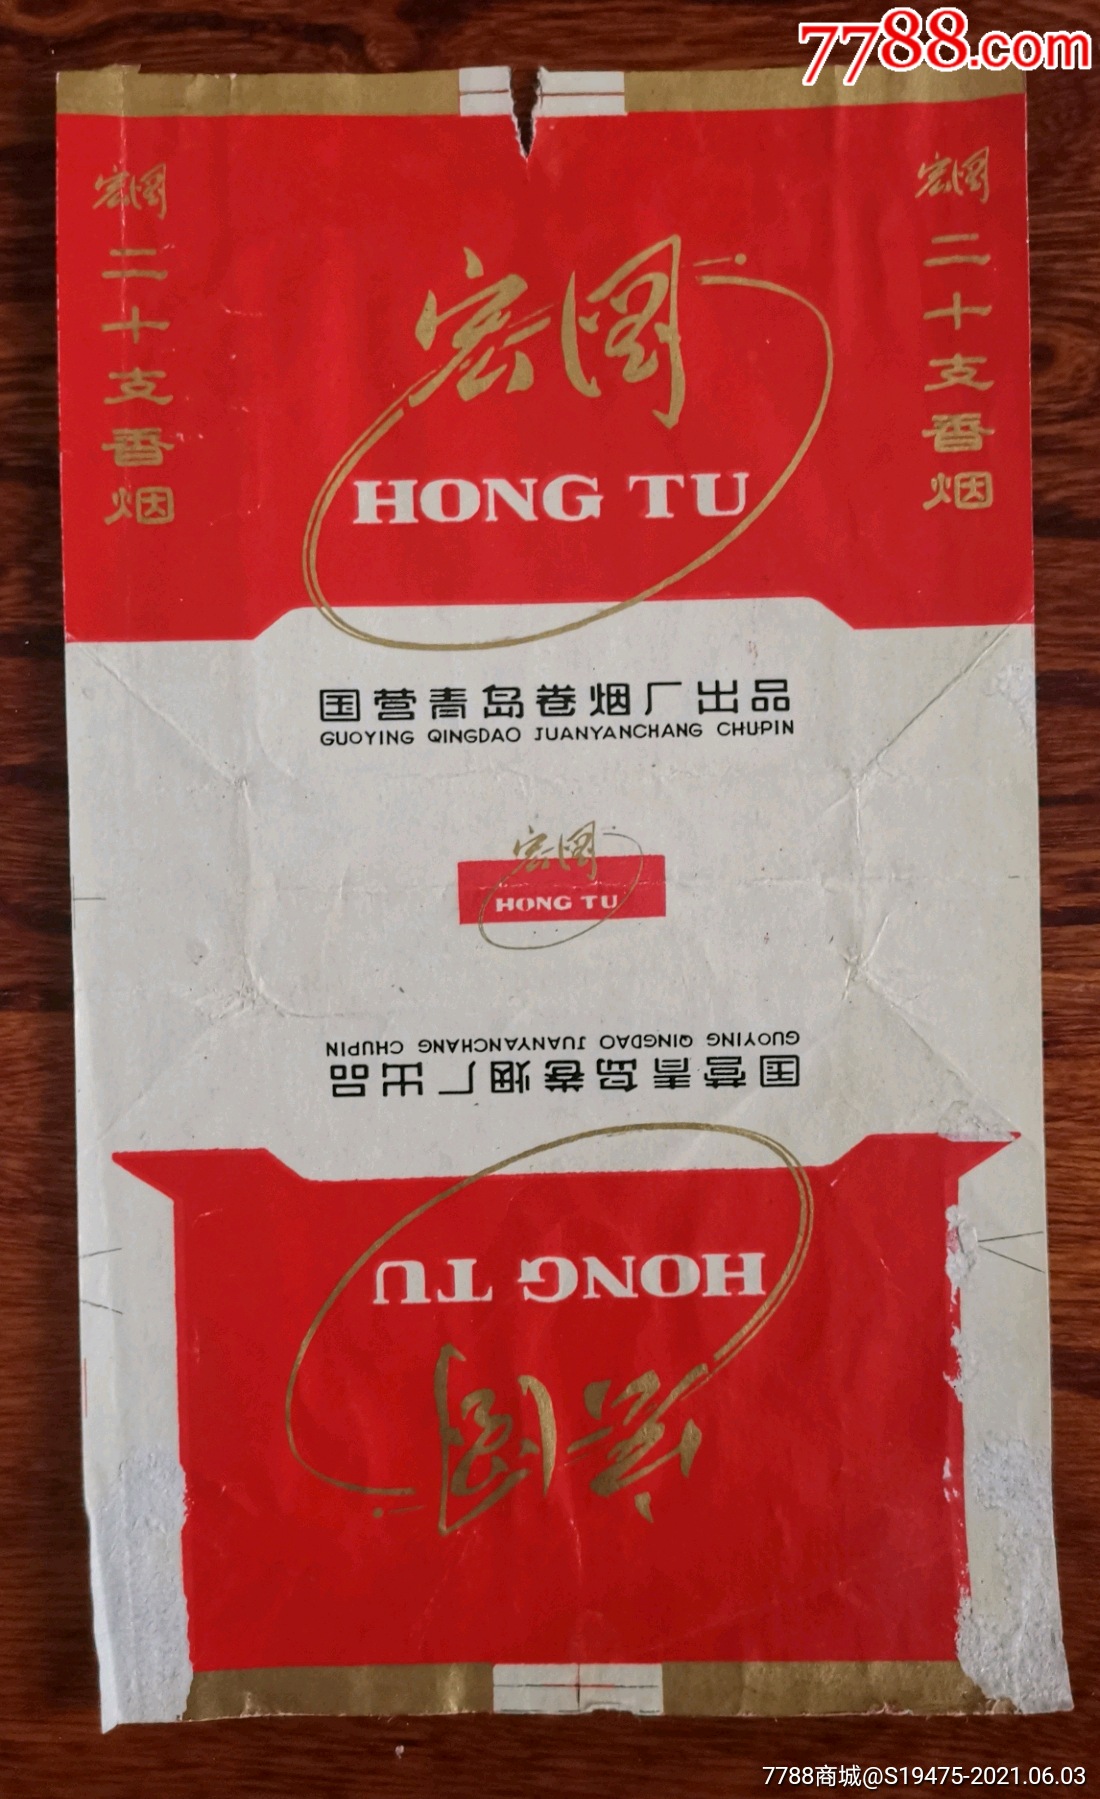 7788.com
宏图
二十支香烟
宏图
HONG TU
宏图
二十支香烟
国营青岛卷烟厂出品
GUOYING QINGDAO JUANYANCHANG CHUPIN
宏图
HONG TU
GUOYING QINGDAO JUANYANCHANG CHUPIN
国营青岛卷烟厂出品
HONG TU
宏图
7788商城@S19475-2021.06.03